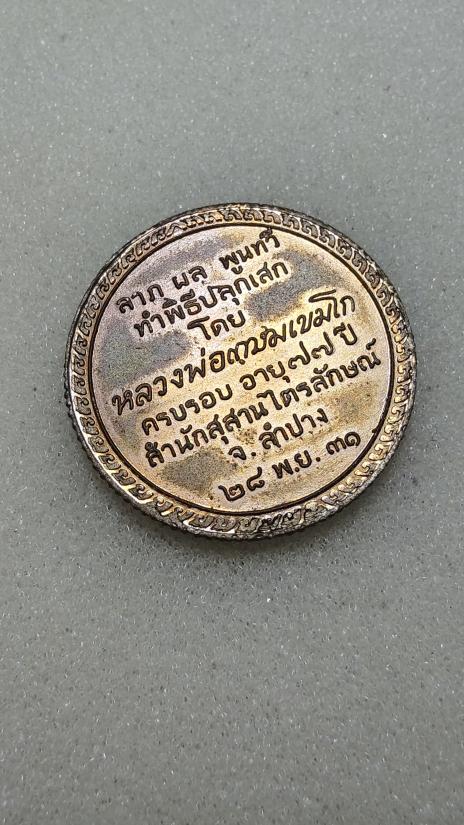 ลาภ ผล พูนทวี
ทำพิธีปลุกเสก
โดย
หลวงพ่อเกษมเขมโก
ครบรอบ อายุ๗๗ ปี
สำนักสุสานไตรลักษณ์
จ. ลำปาง
๒๘ พ.ย. ๓๑